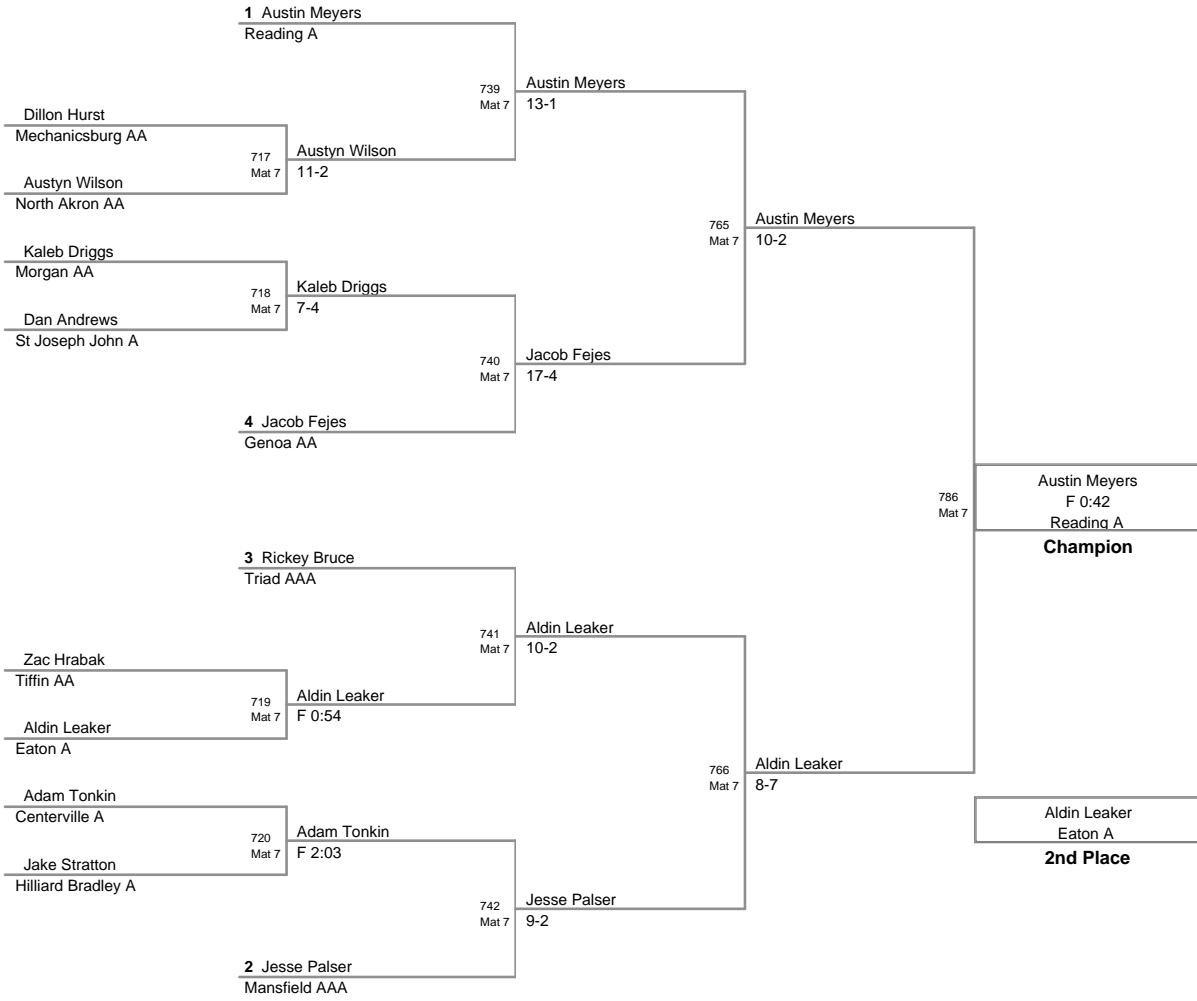 1 Austin Meyers
Reading A
739
Mat 7
Austin Meyers
13-1
Dillon Hurst
Mechanicsburg AA
717
Mat 7
Austyn Wilson
11-2
Austyn Wilson
North Akron AA
765
Mat 7
Austin Meyers
10-2
Kaleb Driggs
Morgan AA
718
Mat 7
Kaleb Driggs
7-4
Dan Andrews
St Joseph John A
740
Mat 7
Jacob Fejes
17-4
4 Jacob Fejes
Genoa AA
786
Mat 7
Austin Meyers
F 0:42
Reading A
Champion
3 Rickey Bruce
Triad AAA
741
Mat 7
Aldin Leaker
10-2
Zac Hrabak
Tiffin AA
719
Mat 7
Aldin Leaker
F 0:54
Aldin Leaker
Eaton A
766
Mat 7
Aldin Leaker
8-7
Adam Tonkin
Centerville A
720
Mat 7
Adam Tonkin
F 2:03
Jake Stratton
Hilliard Bradley A
Aldin Leaker
Eaton A
2nd Place
742
Mat 7
Jesse Palser
9-2
2 Jesse Palser
Mansfield AAA